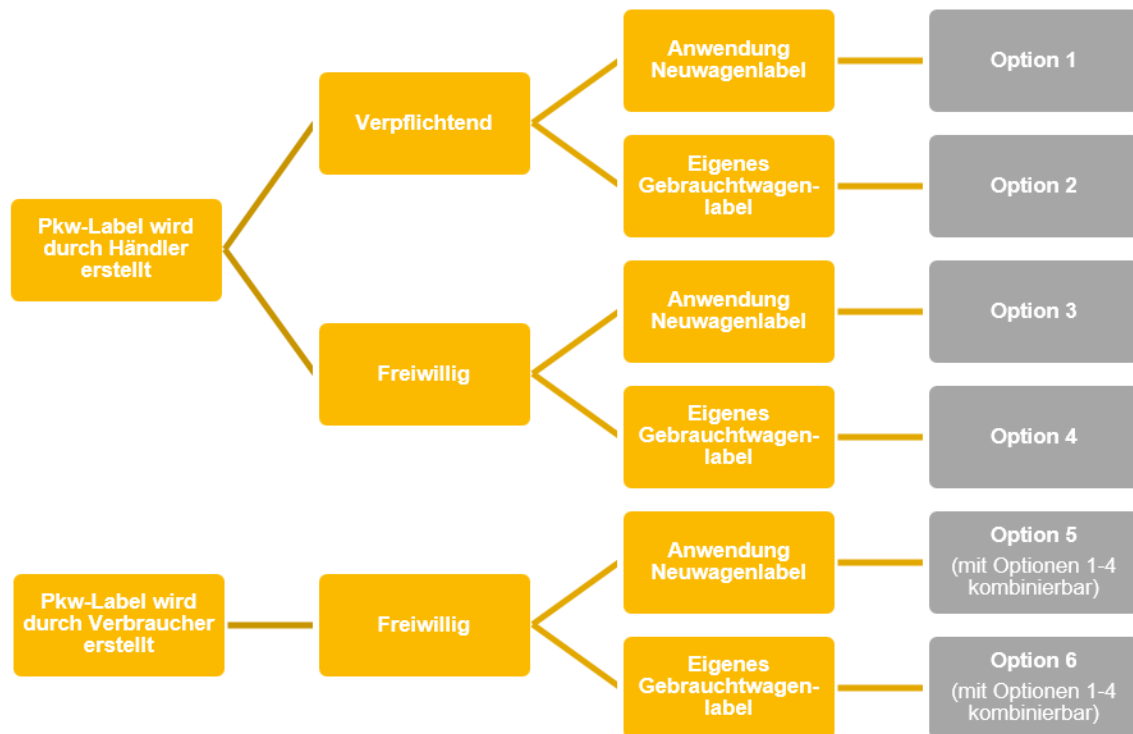 Anwendung
Neuwagenlabel
Option 1
Verpflichtend
Eigenes
Gebrauchtwagen-
label
Option 2
Pkw-Label wird
durch Händler
erstellt
Anwendung
Neuwagenlabel
Option 3
Freiwillig
Eigenes
Gebrauchtwagen-
label
Option 4
Anwendung
Neuwagenlabel
Option 5
(mit Optionen 1-4
kombinierbar)
Pkw-Label wird
durch Verbraucher
erstellt
Freiwillig
Eigenes
Gebrauchtwagen-
label
Option 6
(mit Optionen 1-4
kombinierbar)